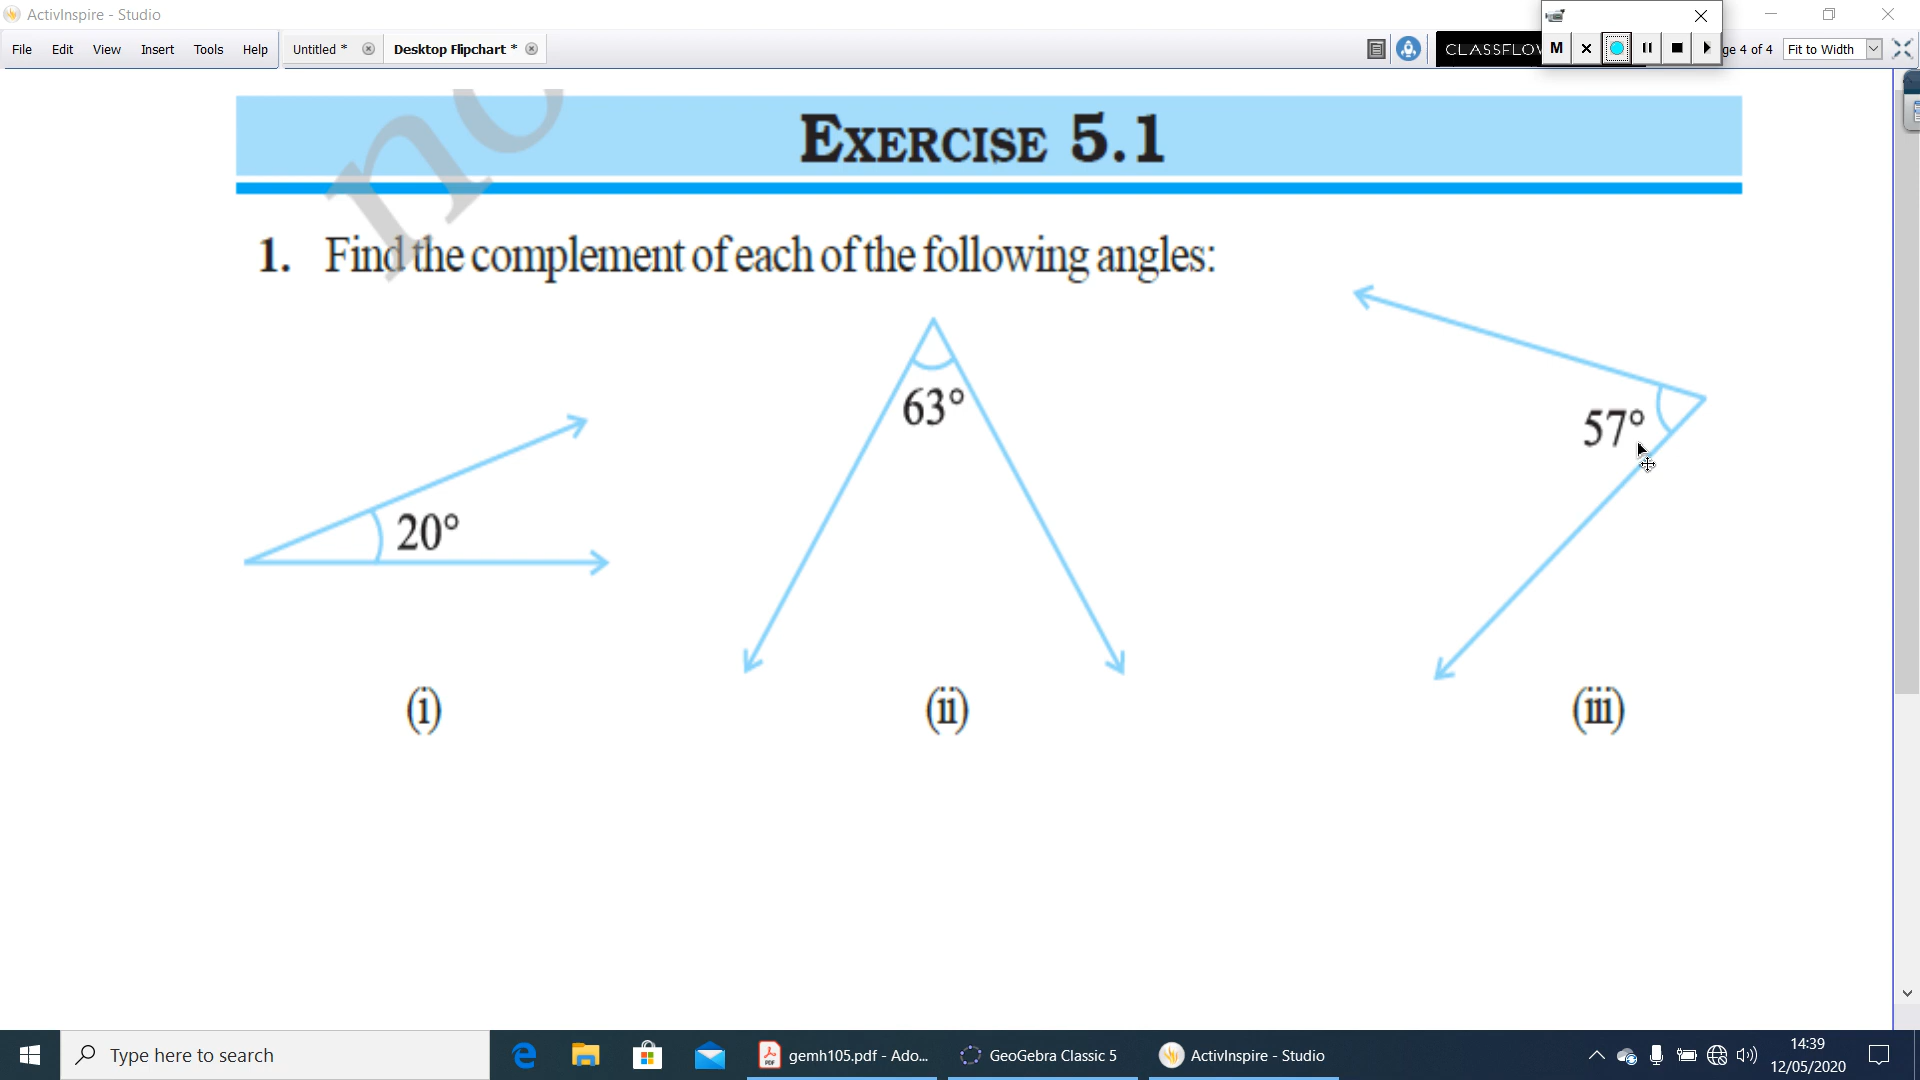 ActivInspire - Studio
File Edit View Insert Tools Help Untitled * Desktop Flipchart * CLASSFLOW M ge 4 of 4 Fit to Width
EXERCISE 5.1
1. Find the complement of each of the following angles:
63°
57°
20°
(i) (ii) (iii)
Type here to search gemh105.pdf - Ado... GeoGebra Classic 5 ActivInspire - Studio 14:39
12/05/2020